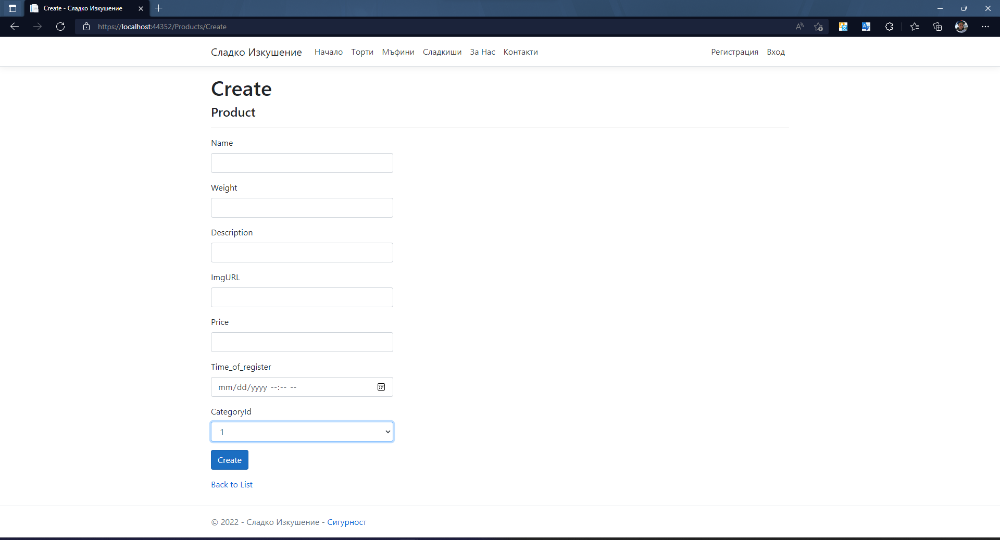 Create - Сладко Изкушение
https://localhost:44352/Products/Create
Сладко Изкушение Начало Торти Мъфини Сладкиши За Нас Контакти Регистрация Вход
Create
Product
Name
Weight
Description
ImgURL
Price
Time_of_register
mm/dd/yyyy --:-- --
CategoryId
1
Create
Back to List
© 2022 - Сладко Изкушение - Сигурност